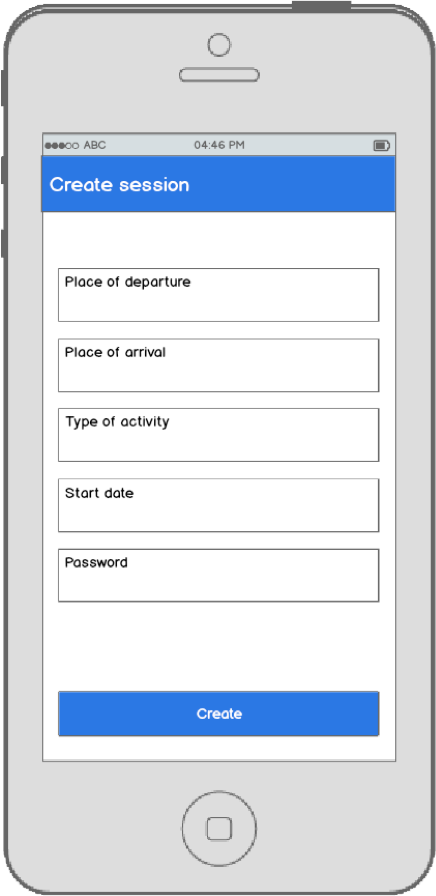 ABC 04:46 PM
Create session
Place of departure
Place of arrival
Type of activity
Start date
Password
Create